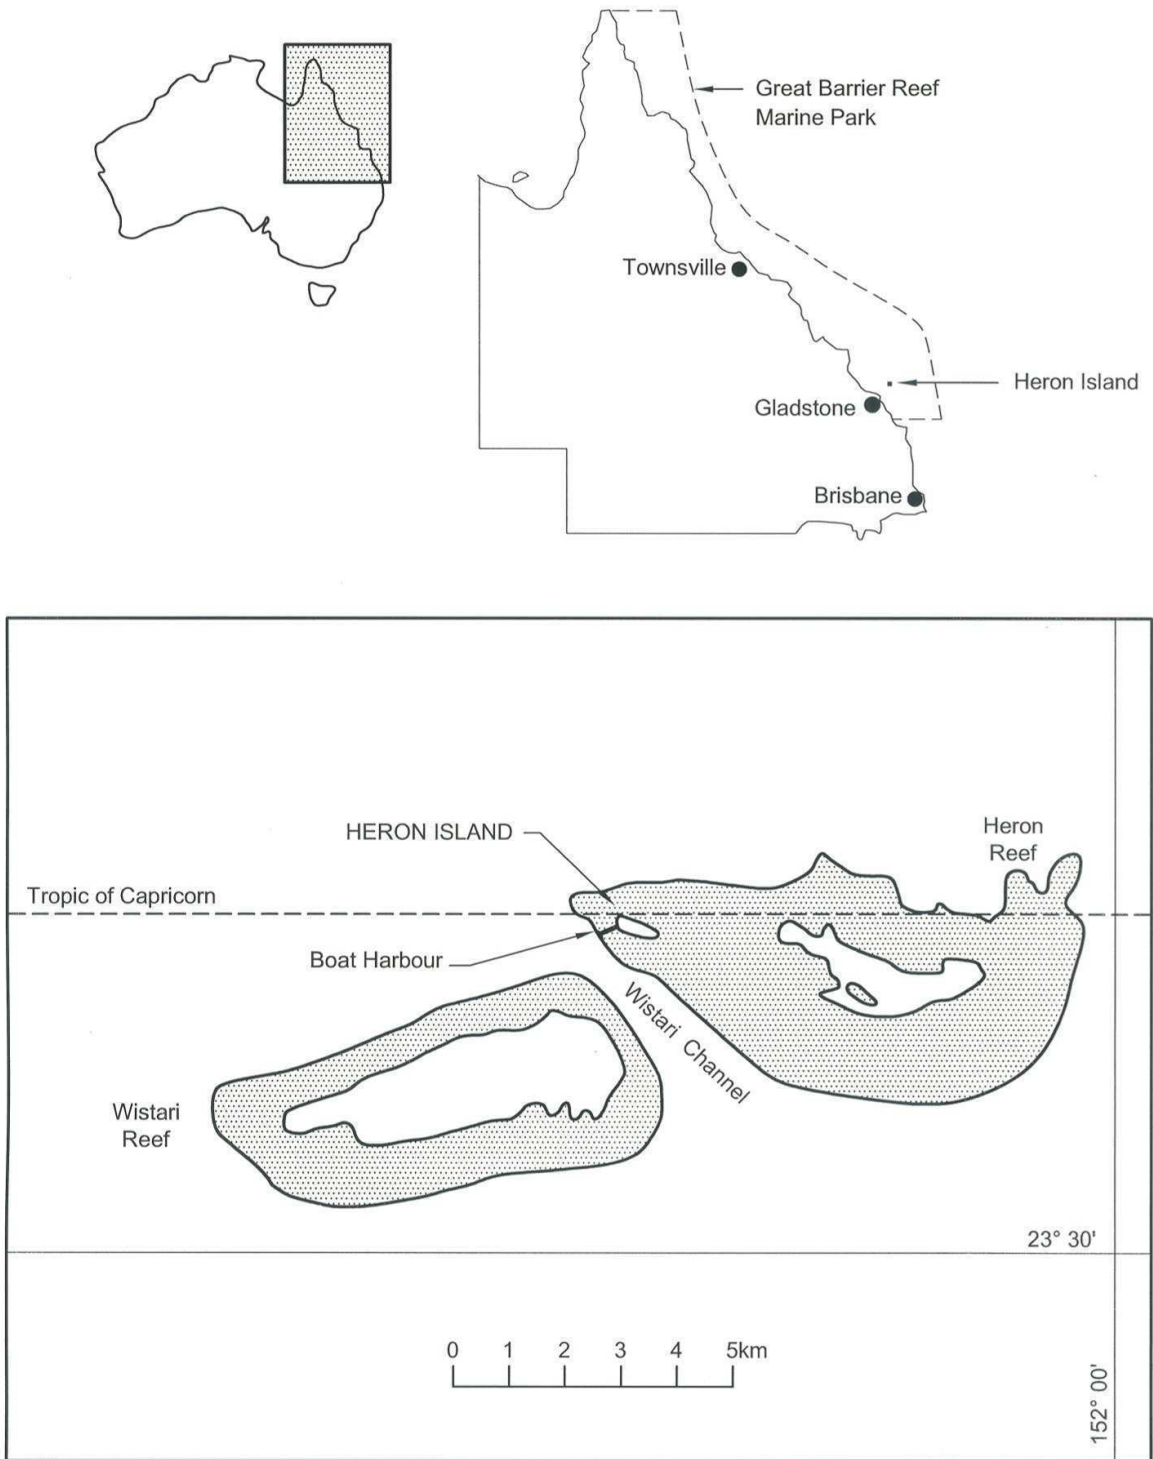 Great Barrier Reef
Marine Park
Townsville
Heron Island
Gladstone
Brisbane
HERON ISLAND
Heron
Reef
Tropic of Capricorn
Boat Harbour
Wistari Channel
Wistari
Reef
23° 30'
0 1 2 3 4 5km
152° 00'